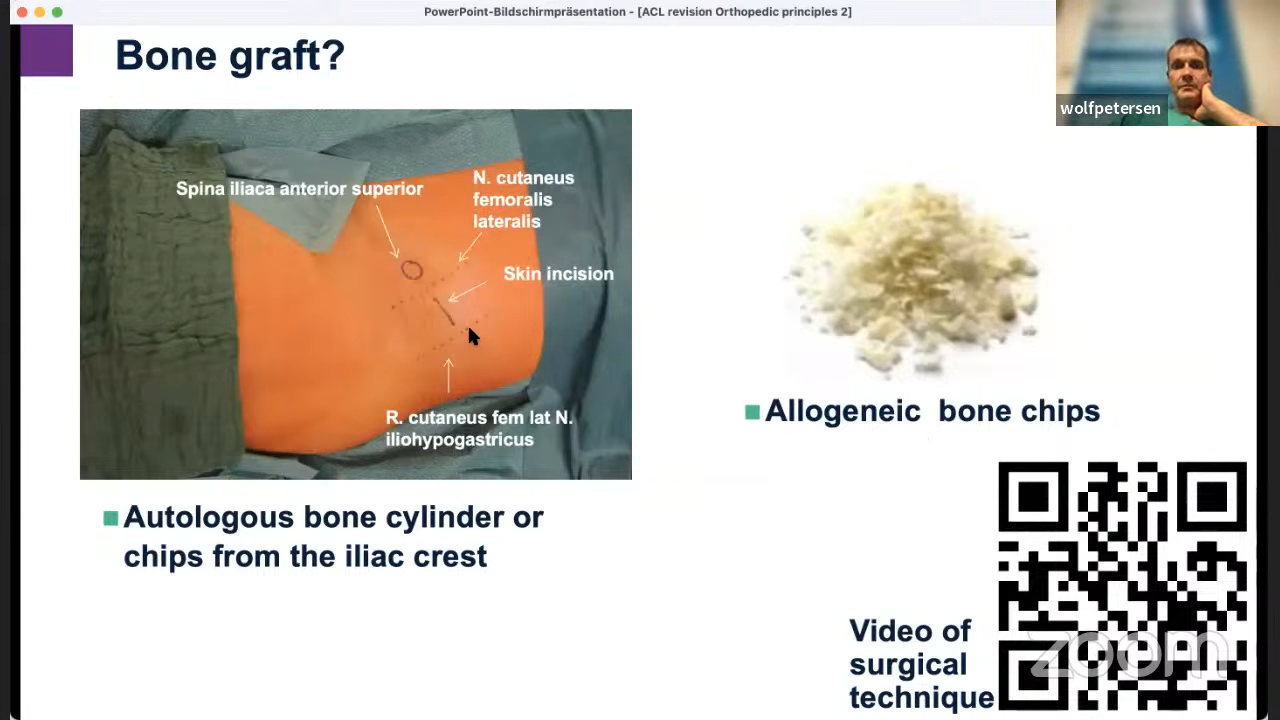 PowerPoint-Bildschirmpräsentation - [ACL revision Orthopedic principles 2]
Bone graft?
wolfpetersen
Spina iliaca anterior superior
N. cutaneus
femoralis
lateralis
Skin incision
R. cutaneus fem lat N.
iliohypogastricus
Autologous bone cylinder or
chips from the iliac crest
Allogeneic bone chips
Video of
surgical
technique
zoom